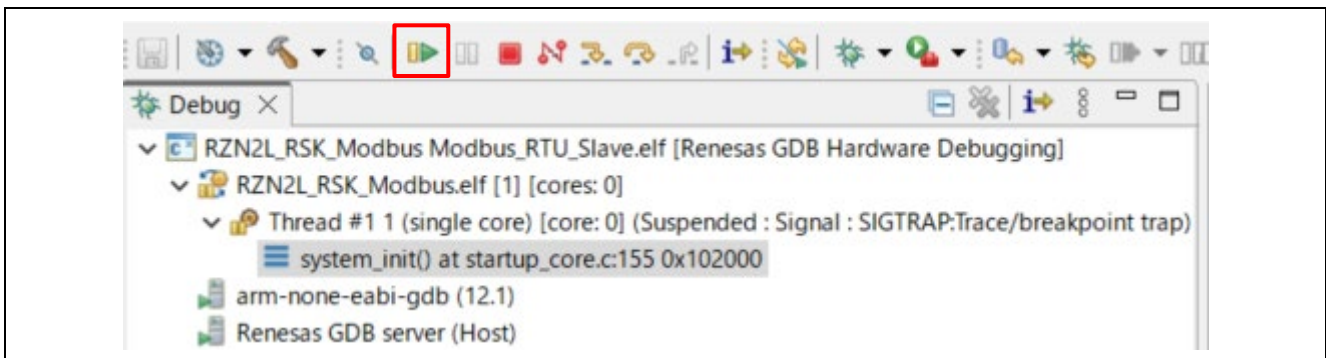 Debug
RZN2L_RSK_Modbus Modbus_RTU_Slave.elf [Renesas GDB Hardware Debugging]
RZN2L_RSK_Modbus.elf [1] [cores: 0]
Thread #1 1 (single core) [core: 0] (Suspended : Signal : SIGTRAP:Trace/breakpoint trap)
system_init() at startup_core.c:155 0x102000
arm-none-eabi-gdb (12.1)
Renesas GDB server (Host)